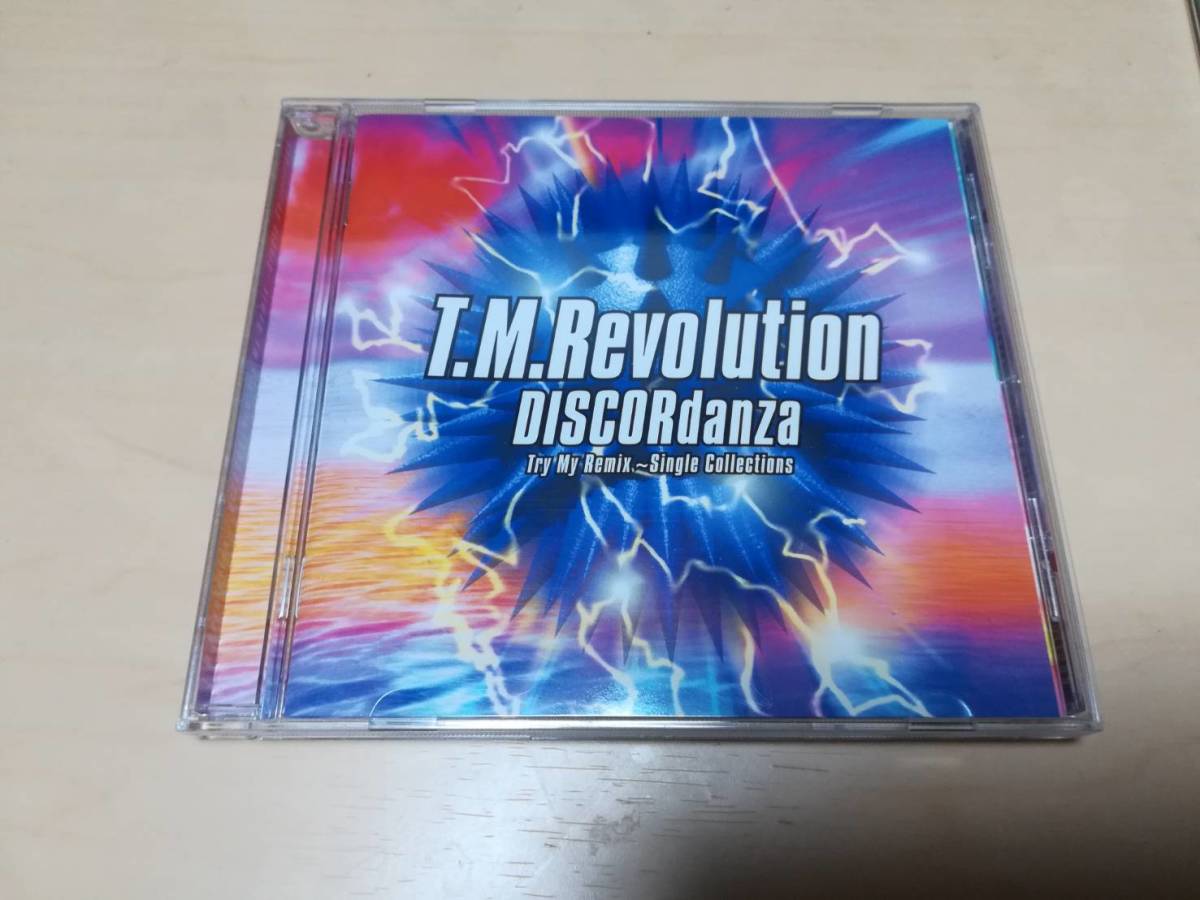 T.M.Revolution
DISCORdanza
Try My Remix ~Single Collections